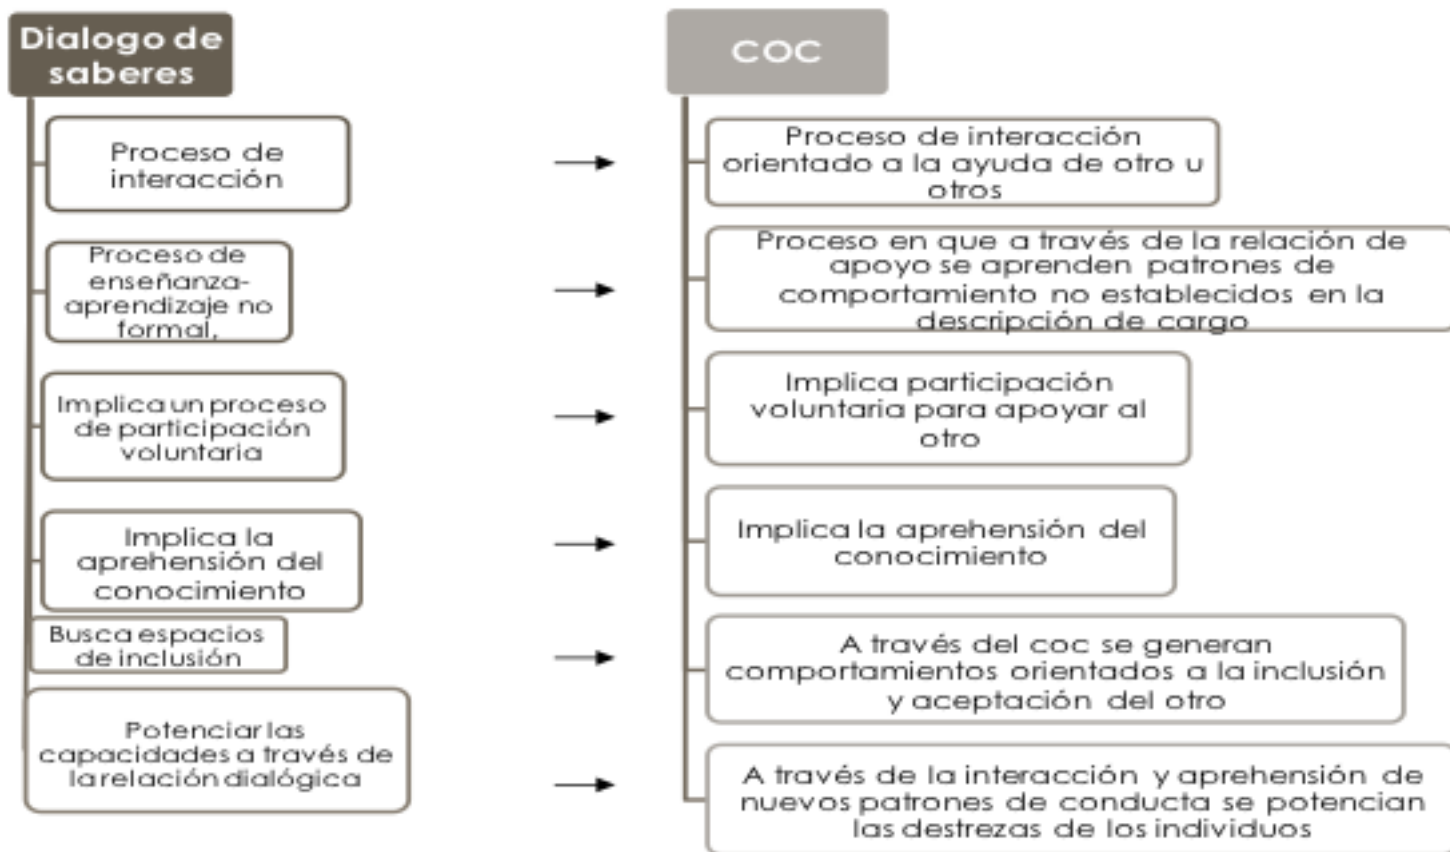 Dialogo de
saberes
Proceso de
interacción
Proceso de
enseñanza-
aprendizaje no
formal,
Implica un proceso
de participación
voluntaria
Implica la
aprehensión del
conocimiento
Busca espacios
de inclusión
Potenciar las
capacidades a través de
la relación dialógica
COC
Proceso de interacción
orientado a la ayuda de otro u
otros
Proceso en que a través de la relación de
apoyo se aprenden patrones de
comportamiento no establecidos en la
descripción de cargo
Implica participación
voluntaria para apoyar al
otro
Implica la aprehensión del
conocimiento
A través del coc se generan
comportamientos orientados a la inclusión
y aceptación del otro
A través de la interacción y aprehensión de
nuevos patrones de conducta se potencian
las destrezas de los individuos